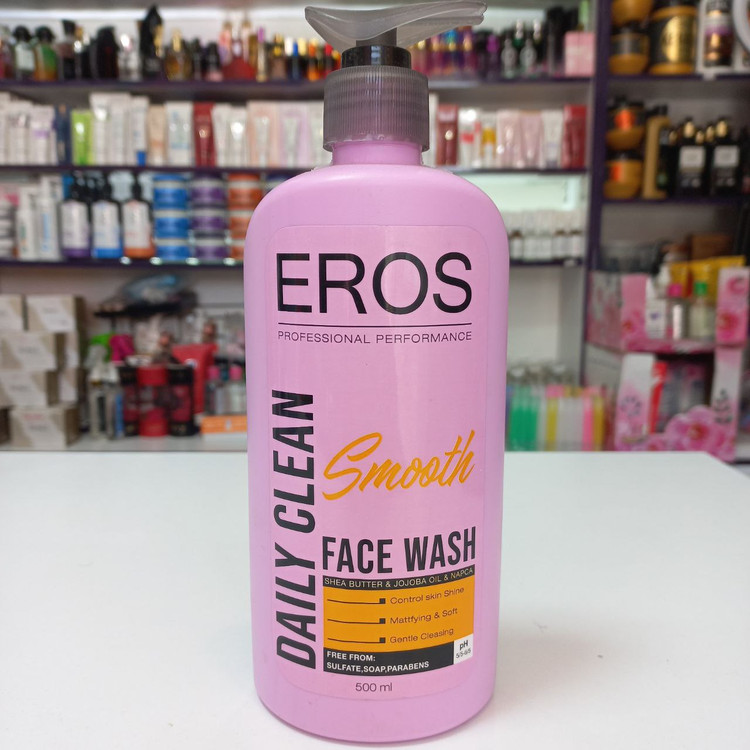 EROS
PROFESSIONAL PERFORMANCE
DAILY CLEAN
Smooth
FACE WASH
SHEA BUTTER & JOJOBA OIL & NAPCA
Control skin Shine
Mattfying & Soft
Gentle Cleasing
pH
FREE FROM:
SULFATE,SOAP,PARABENS
500 ml